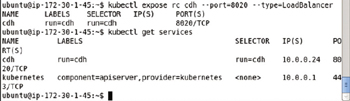 ubuntu@ip-172-30-1-45:~$ kubectl expose rc cdh --port=8020 --type=LoadBalancer
NAME LABELS SELECTOR IP(S) PORT(S)
cdh run=cdh run=cdh 8020/TCP
ubuntu@ip-172-30-1-45:~$ kubectl get services
NAME LABELS SELECTOR IP(S) PO
RT(S)
cdh run=cdh run=cdh 10.0.0.24 80
20/TCP
kubernetes component=apiserver,provider=kubernetes <none> 10.0.0.1 44
3/TCP
ubuntu@ip-172-30-1-45:~$